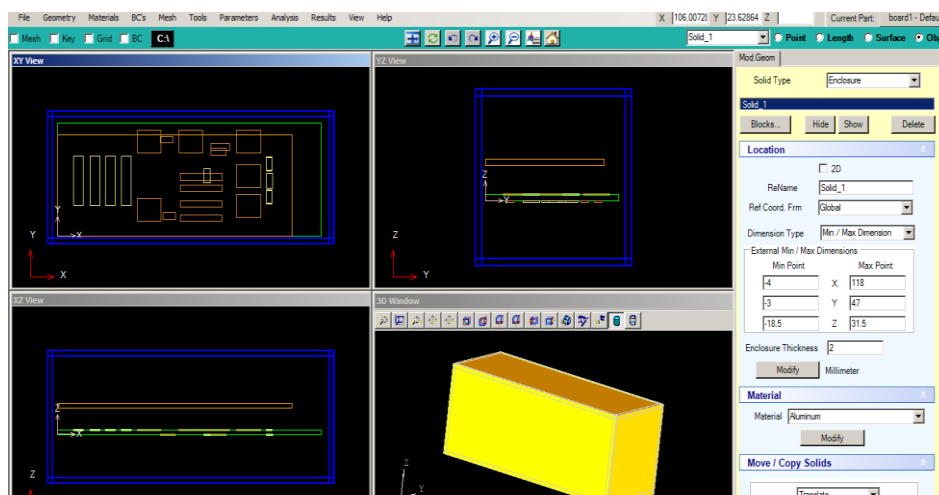 File Geometry Materials BC's Mesh Tools Parameters Analysis Results View Help X 106.0072 Y 23.62864 Z Current Part: board1 - Defau
Mesh Key Grid BC C:\ Solid_1 Point Length Surface Obj
XY View
YZ View
Mod.Geom
Solid Type Enclosure
Solid_1
Blocks... Hide Show Delete
Location
2D
ReName Solid_1
Ref Coord. Frm Global
Dimension Type Min / Max Dimension
External Min / Max Dimensions
Min Point Max Point
-4 X 118
-3 Y 47
-18.5 Z 31.5
Enclosure Thickness 2
Modify Millimeter
Material
Material Aluminum
Modify
Move / Copy Solids
Translate
Y
X
Y
X
Z
Y
Z
Y
XZ View
3D Window
Z
X
Z
Y